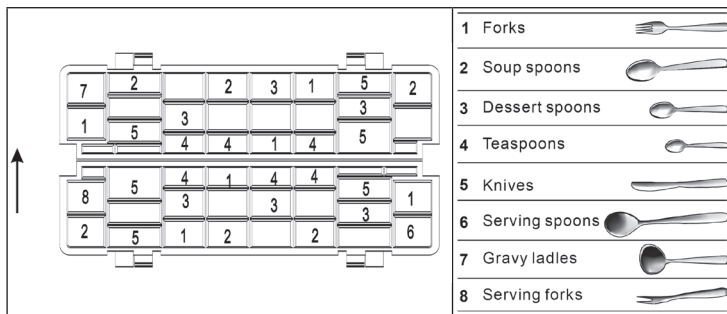 7 2 2 3 1 5 2
3
1 5 3 5
4 4 1 4
5 4 1 4 4 5
8 3 3 1
3
2 5 1 2 2 6
1 Forks
2 Soup spoons
3 Dessert spoons
4 Teaspoons
5 Knives
6 Serving spoons
7 Gravy ladles
8 Serving forks